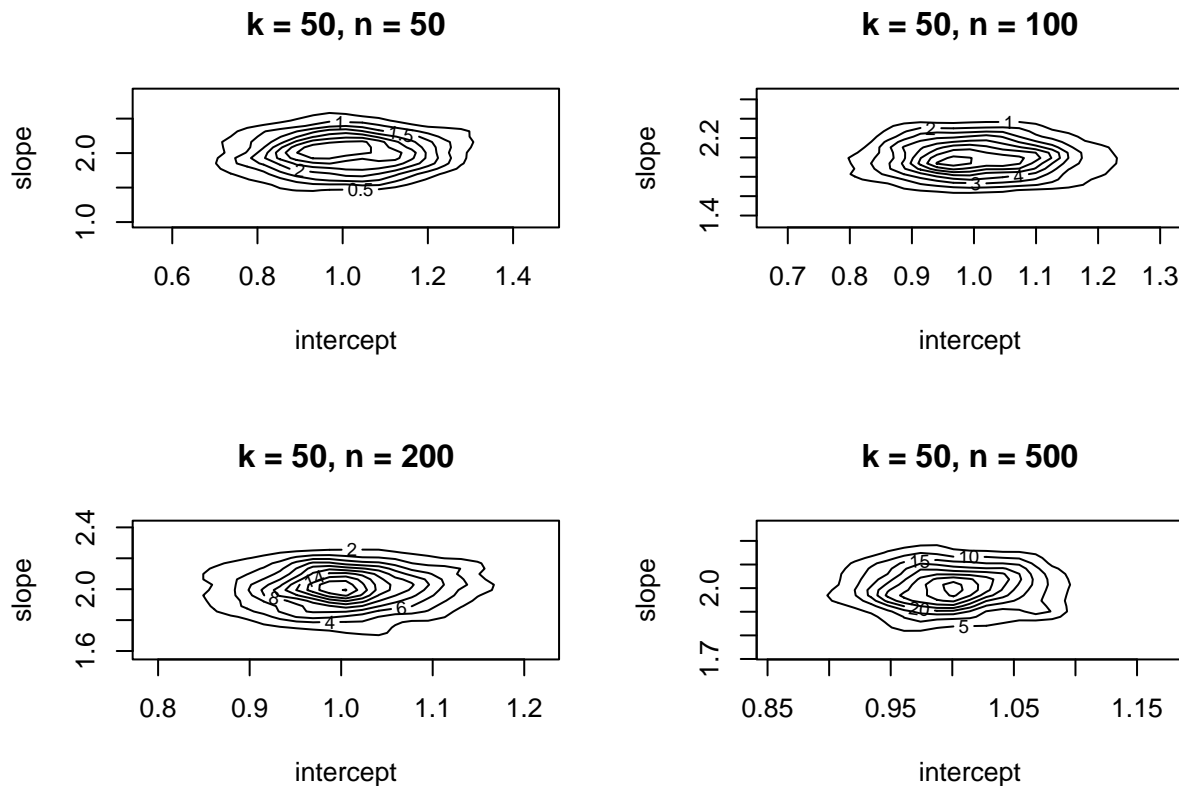 k = 50, n = 50
slope
1.0 2.0
1 1.5 2 0.5
0.6 0.8 1.0 1.2 1.4
intercept
k = 50, n = 100
slope
1.4 2.2
2 1 3 4
0.7 0.8 0.9 1.0 1.1 1.2 1.3
intercept
k = 50, n = 200
slope
1.6 2.0 2.4
2 14 8 6 4
0.8 0.9 1.0 1.1 1.2
intercept
k = 50, n = 500
slope
1.7 2.0
15 10 20 5
0.85 0.95 1.05 1.15
intercept